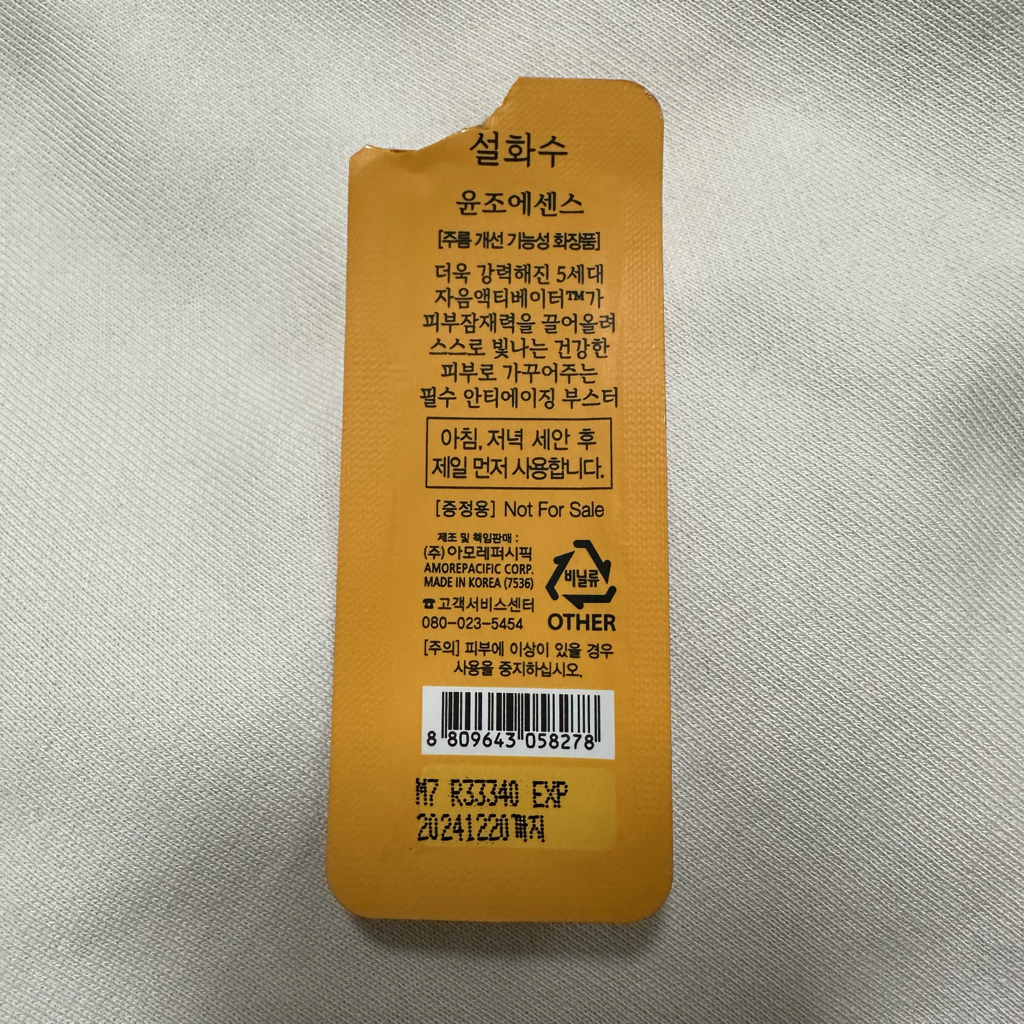 설화수
윤조에센스
[주름 개선 기능성 화장품]
더욱 강력해진 5세대
자음액티베이터™가
피부잠재력을 끌어올려
스스로 빛나는 건강한
피부로 가꾸어주는
필수 안티에이징 부스터
아침, 저녁 세안 후
제일 먼저 사용합니다.
[증정용] Not For Sale
제조 및 책임판매 :
(주)아모레퍼시픽
AMOREPACIFIC CORP.
MADE IN KOREA (7536)
☎고객서비스센터
080-023-5454
비닐류
OTHER
[주의] 피부에 이상이 있을 경우
사용을 중지하십시오.
8 809643 058278
M7 R33340 EXP
20241220까지